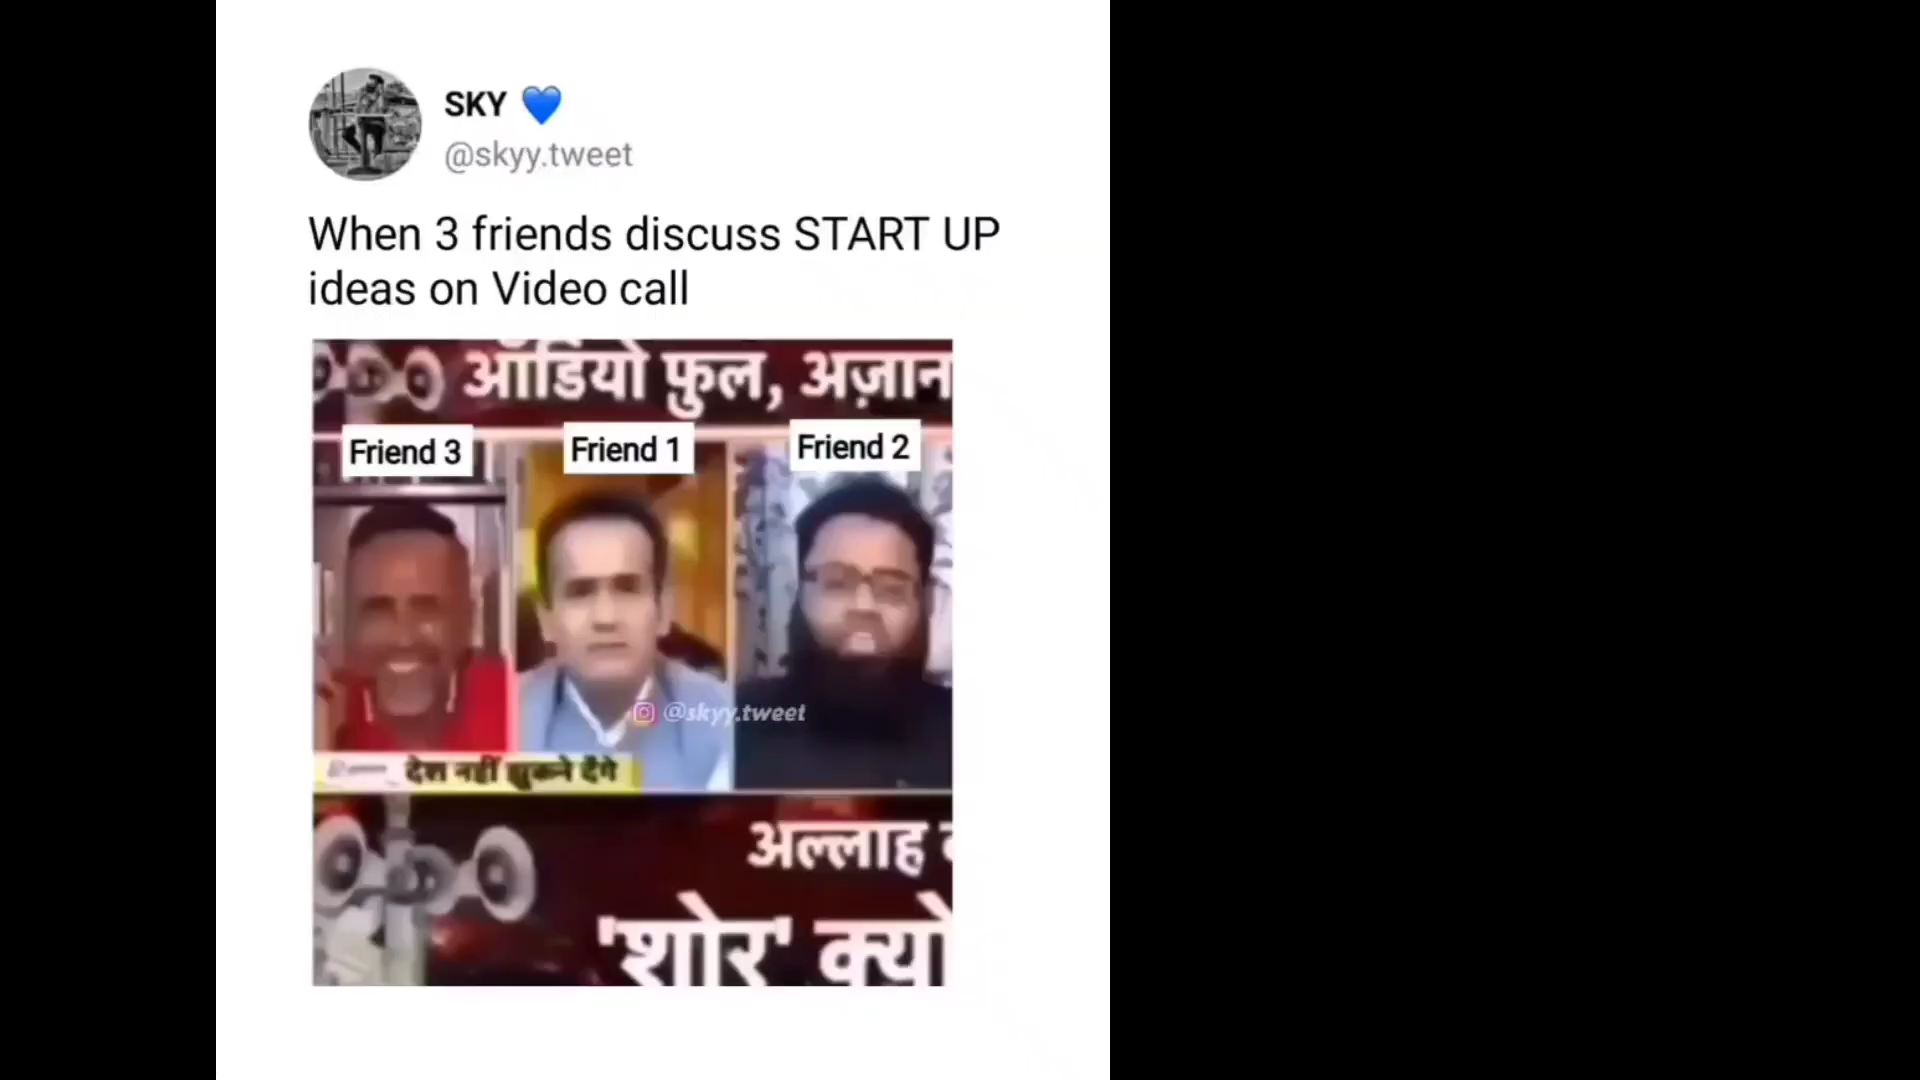 SKY 💙
@skyy.tweet
When 3 friends discuss START UP
ideas on Video call
ऑडियो फुल, अज़ान
Friend 3
Friend 1
Friend 2
@skyy.tweet
देश नहीं झुकने देंगे
अल्लाह
'शोर' क्यो